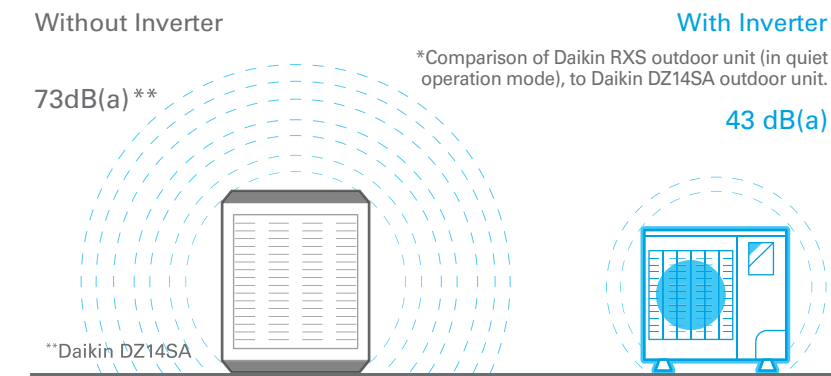 Without Inverter
With Inverter
*Comparison of Daikin RXS outdoor unit (in quiet
operation mode), to Daikin DZ14SA outdoor unit.
73dB(a)**
43 dB(a)
**Daikin DZ14SA